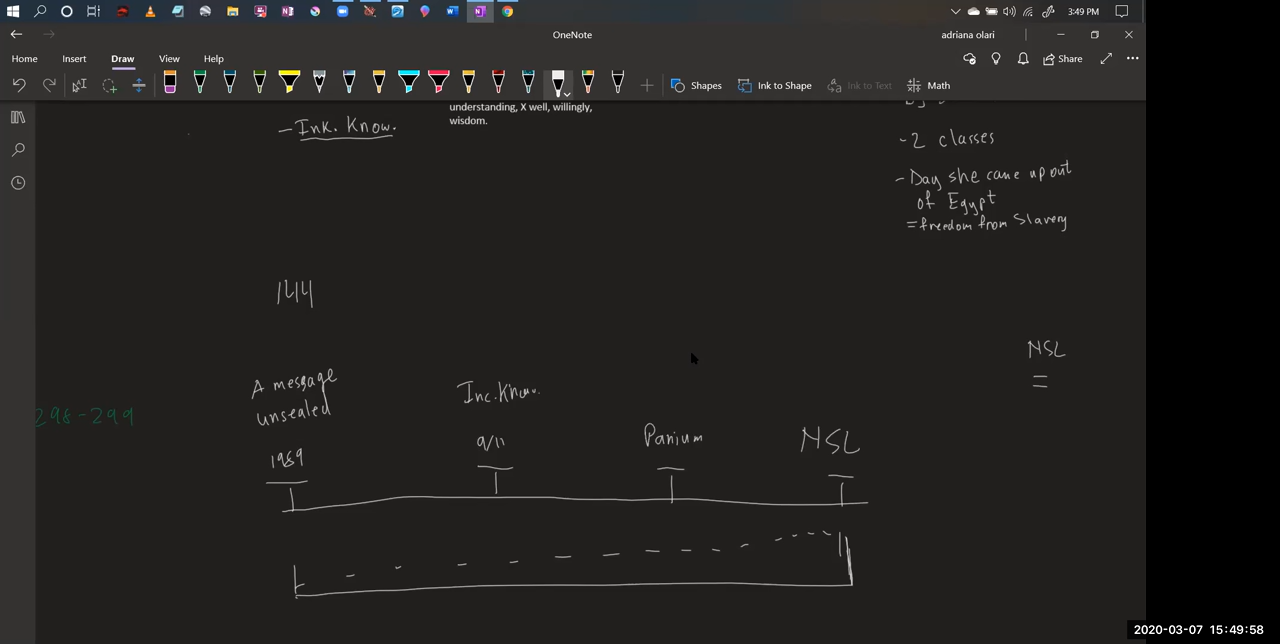 3:49 PM
OneNote
adriana olari
Home Insert Draw View Help
Share
Shapes
Ink to Shape
Ink to Text
Math
understanding, X well, willingly,
wisdom.
- Ink. Know.
- 2 classes
- Day she came up out
of Egypt
= freedom from Slavery
144
NSL
=
A message
unsealed
Inc. Know.
298-299
1989
9/11
Panium
NSL
2020-03-07 15:49:58